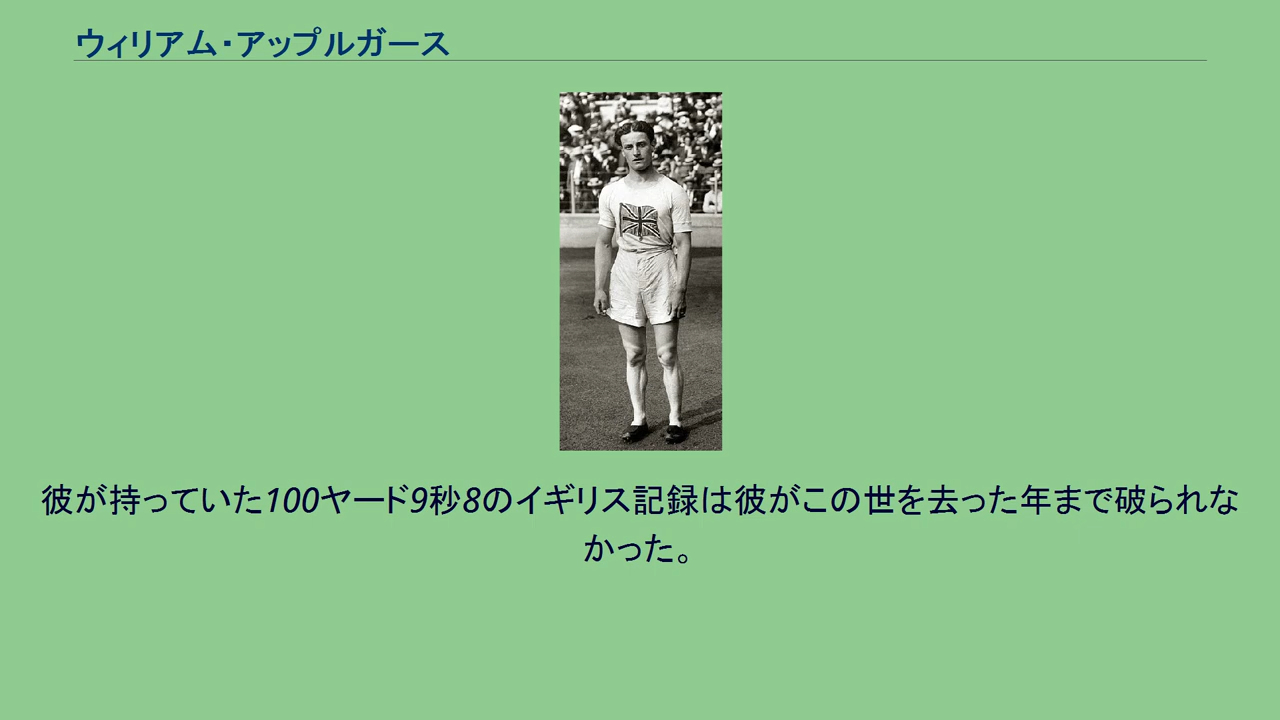 ウィリアム・アップルガース
彼が持っていた100ヤード9秒8のイギリス記録は彼がこの世を去った年まで破られな
かった。